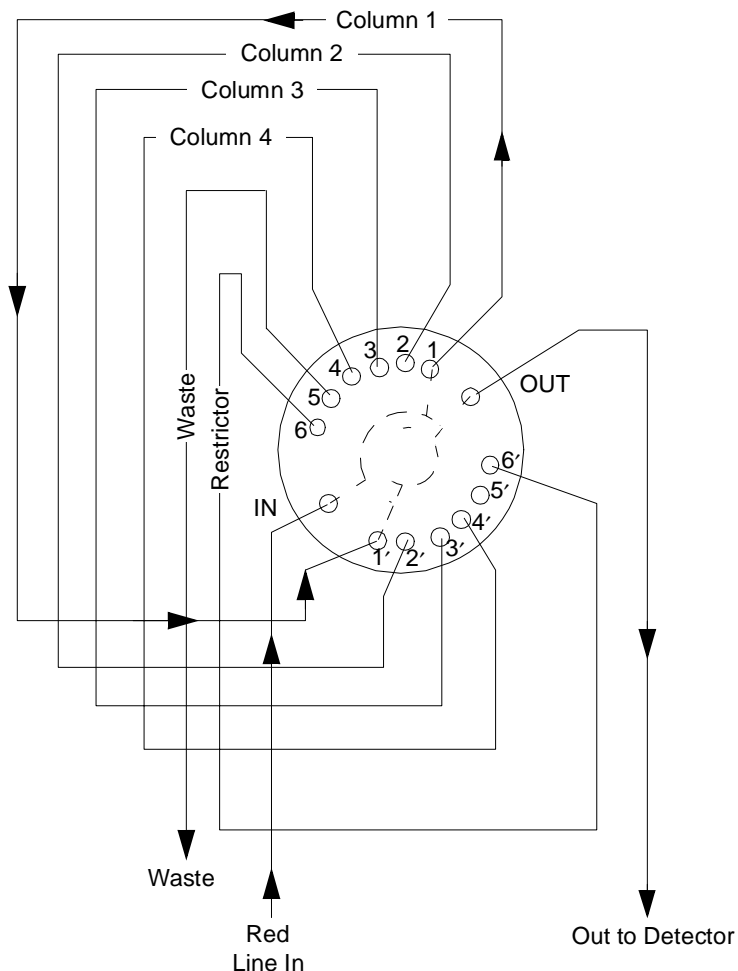 Column 1
Column 2
Column 3
Column 4
Waste
Restrictor
1
2
3
4
5
6
OUT
IN
6′
5′
4′
3′
2′
1′
Waste
Red
Line In
Out to Detector